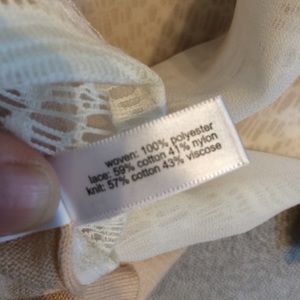 woven: 100% polyester
lace: 59% cotton 41% nylon
knit: 57% cotton 43% viscose